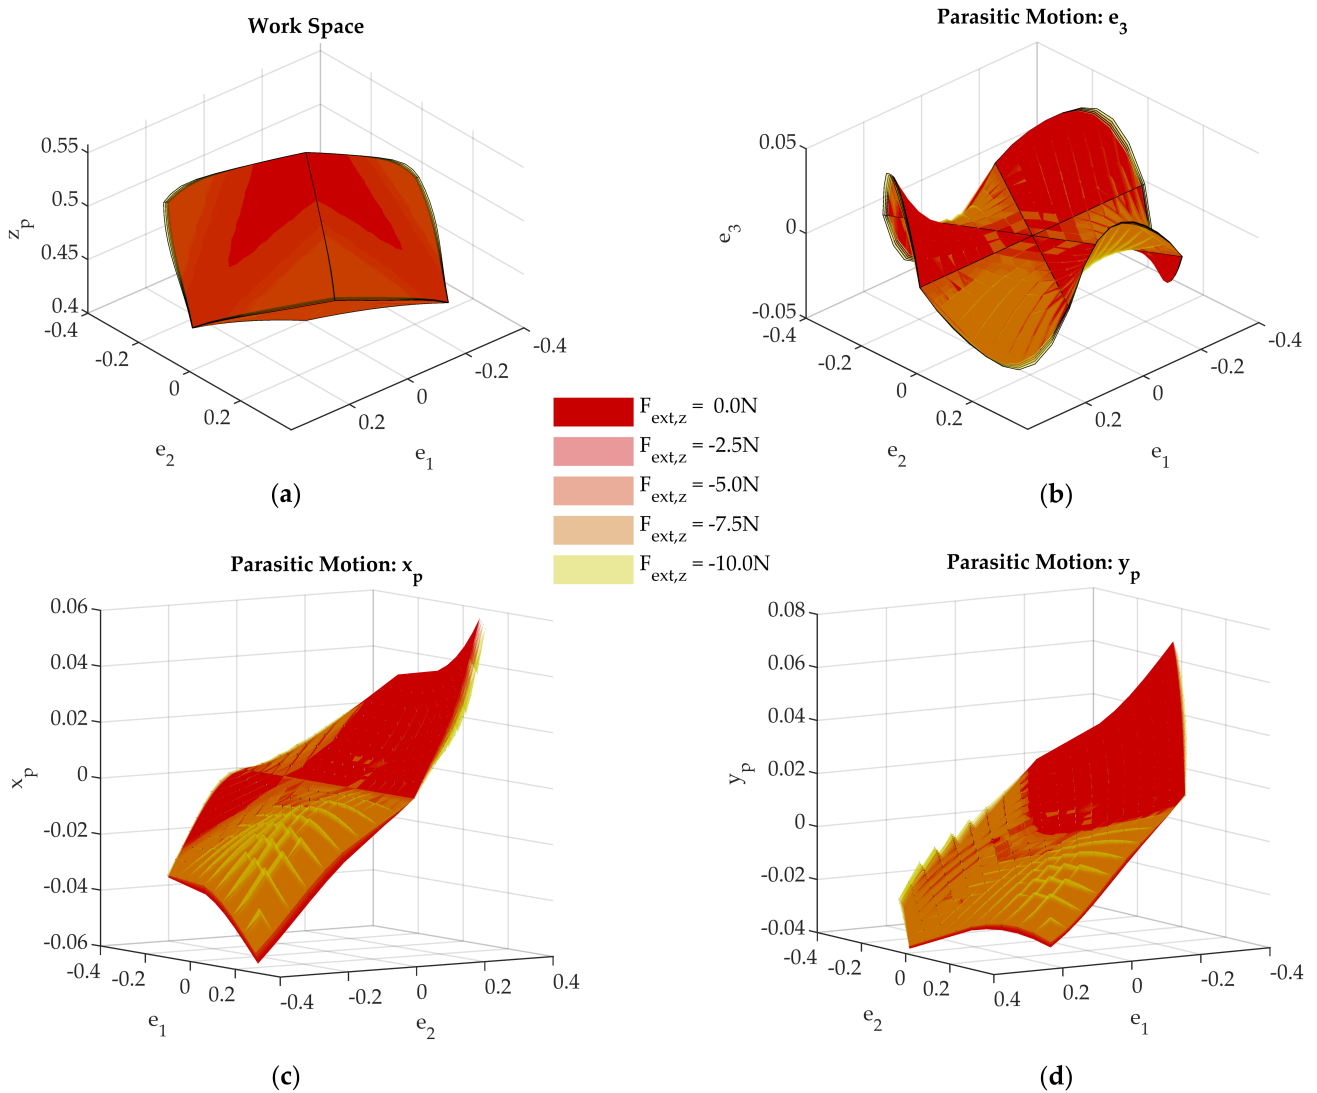 Work Space
0.55
0.5
0.45
0.4
z_p
-0.4
-0.2
0
0.2
e_2
0.2
0
-0.2
-0.4
e_1
(a)
Parasitic Motion: e_3
0.05
0
-0.05
e_3
-0.4
-0.2
0
0.2
e_2
0.2
0
-0.2
-0.4
e_1
(b)
F_ext,z = 0.0N
F_ext,z = -2.5N
F_ext,z = -5.0N
F_ext,z = -7.5N
F_ext,z = -10.0N
Parasitic Motion: x_p
0.06
0.04
0.02
0
-0.02
-0.04
-0.06
x_p
-0.4
-0.2
0
0.2
e_1
-0.4
-0.2
0
0.2
0.4
e_2
(c)
Parasitic Motion: y_p
0.08
0.06
0.04
0.02
0
-0.02
-0.04
y_p
-0.4
-0.2
0
0.2
0.4
e_2
0.2
0
-0.2
-0.4
e_1
(d)